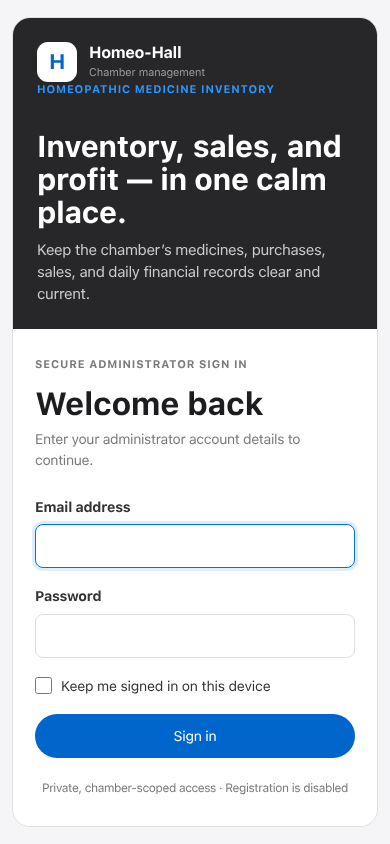 H
Homeo-Hall
Chamber management
HOMEOPATHIC MEDICINE INVENTORY
Inventory, sales, and
profit — in one calm
place.
Keep the chamber's medicines, purchases,
sales, and daily financial records clear and
current.
SECURE ADMINISTRATOR SIGN IN
Welcome back
Enter your administrator account details to
continue.
Email address
Password
Keep me signed in on this device
Sign in
Private, chamber-scoped access · Registration is disabled